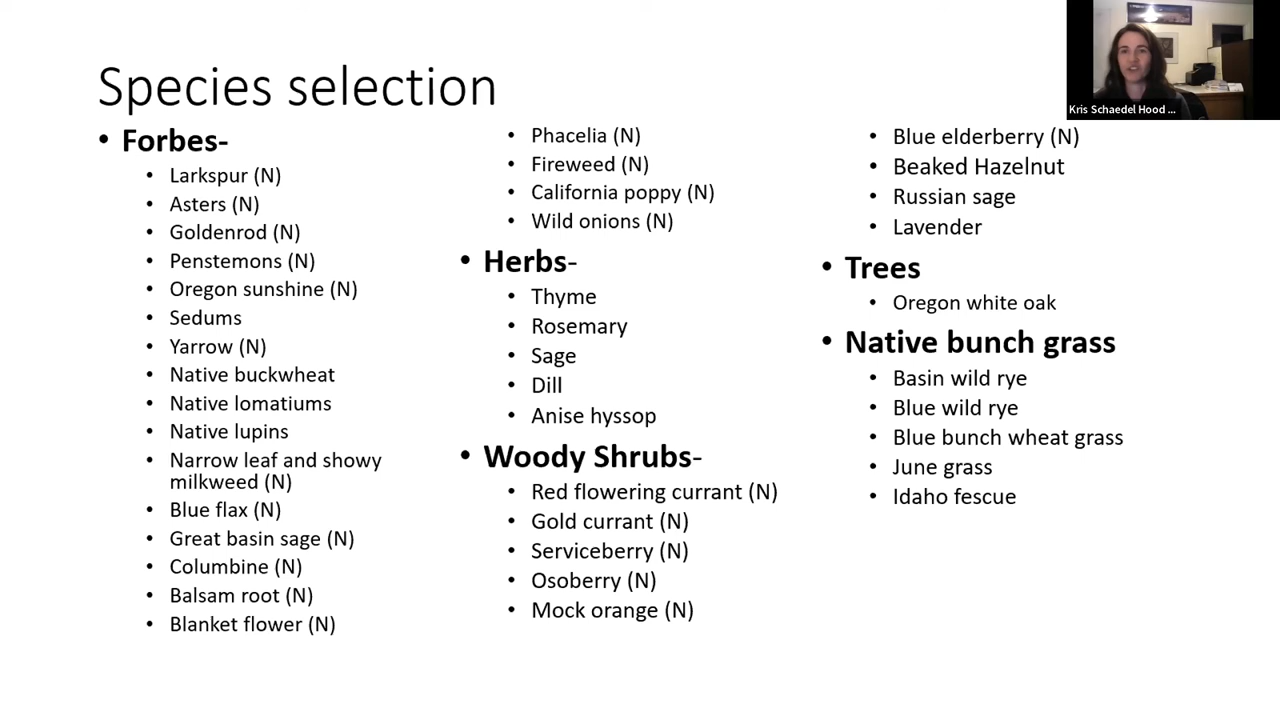 Species selection
• Forbes-
• Larkspur (N)
• Asters (N)
• Goldenrod (N)
• Penstemons (N)
• Oregon sunshine (N)
• Sedums
• Yarrow (N)
• Native buckwheat
• Native lomatiums
• Native lupins
• Narrow leaf and showy
milkweed (N)
• Blue flax (N)
• Great basin sage (N)
• Columbine (N)
• Balsam root (N)
• Blanket flower (N)
• Phacelia (N)
• Fireweed (N)
• California poppy (N)
• Wild onions (N)
• Herbs-
• Thyme
• Rosemary
• Sage
• Dill
• Anise hyssop
• Woody Shrubs-
• Red flowering currant (N)
• Gold currant (N)
• Serviceberry (N)
• Osoberry (N)
• Mock orange (N)
• Blue elderberry (N)
• Beaked Hazelnut
• Russian sage
• Lavender
• Trees
• Oregon white oak
• Native bunch grass
• Basin wild rye
• Blue wild rye
• Blue bunch wheat grass
• June grass
• Idaho fescue
Kris Schaedel Hood ...